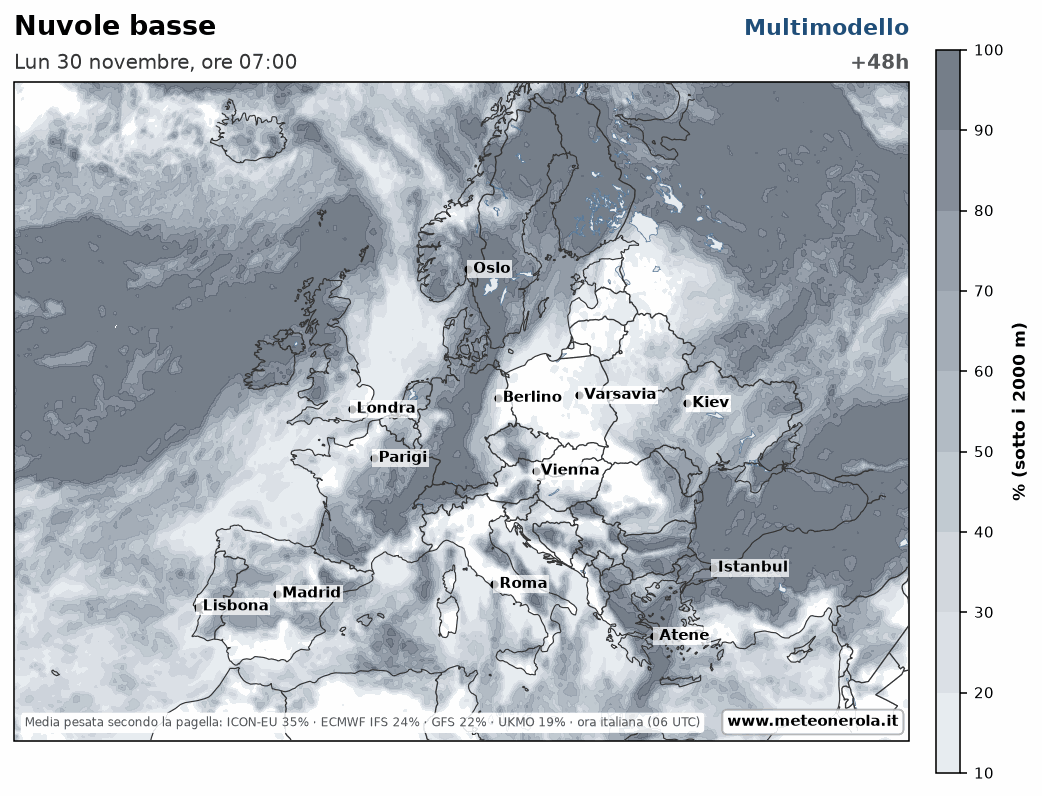 Nuvole basse
Multimodello
Lun 30 novembre, ore 07:00
+48h
Oslo
Berlino
Varsavia
Kiev
Londra
Parigi
Vienna
Istanbul
Roma
Madrid
Lisbona
Atene
Media pesata secondo la pagella: ICON-EU 35% · ECMWF IFS 24% · GFS 22% · UKMO 19% · ora italiana (06 UTC)
www.meteonerola.it
100
90
80
70
60
50
40
30
20
10
% (sotto i 2000 m)